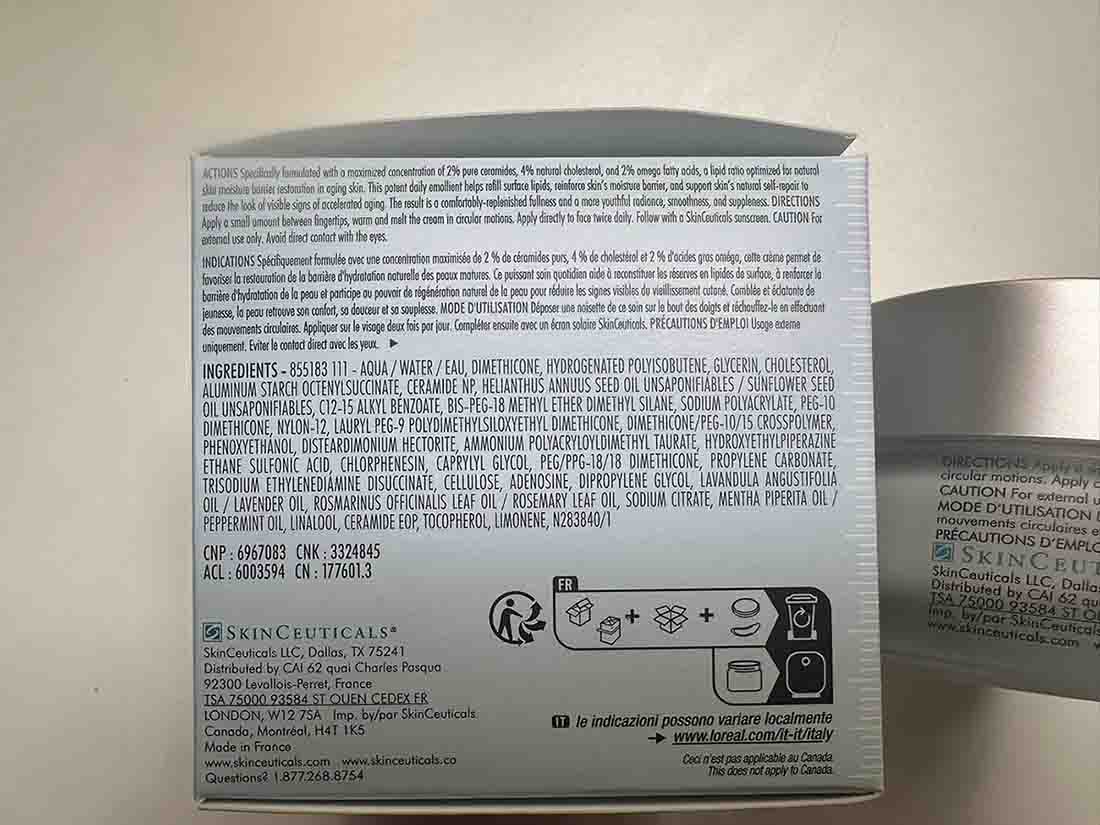 ACTIONS Specifically formulated with a maximized concentration of 2% pure ceramides, 4% natural cholesterol, and 2% omega fatty acids, a lipid ratio optimized for natural
skin moisture barrier restoration in aging skin. This potent daily emollient helps refill surface lipids, reinforce skin's moisture barrier, and support skin's natural self-repair to
reduce the look of visible signs of accelerated aging. The result is a comfortably-replenished fullness and a more youthful radiance, smoothness, and suppleness. DIRECTIONS
Apply a small amount between fingertips, warm and melt the cream in circular motions. Apply directly to face twice daily. Follow with a SkinCeuticals sunscreen. CAUTION For
external use only. Avoid direct contact with the eyes.
INDICATIONS Spécifiquement formulée avec une concentration maximisée de 2 % de céramides purs, 4 % de cholestérol et 2 % d'acides gras oméga, cette crème permet de
favoriser la restauration de la barrière d'hydratation naturelle des peaux matures. Ce puissant soin quotidien aide à reconstituer les réserves en lipides de surface, à renforcer la
barrière d'hydratation de la peau et participe au pouvoir de régénération naturel de la peau pour réduire les signes visibles du vieillissement cutané. Comblée et éclatante de
jeunesse, la peau retrouve son confort, sa douceur et sa souplesse. MODE D'UTILISATION Déposer une noisette de ce soin sur le bout des doigts et réchauffez-le en effectuant
des mouvements circulaires. Appliquer sur le visage deux fois par jour. Compléter ensuite avec un écran solaire SkinCeuticals. PRÉCAUTIONS D'EMPLOI Usage externe
uniquement. Eviter le contact direct avec les yeux. ►
INGREDIENTS - 855183 111 - AQUA / WATER / EAU, DIMETHICONE, HYDROGENATED POLYISOBUTENE, GLYCERIN, CHOLESTEROL,
ALUMINUM STARCH OCTENYLSUCCINATE, CERAMIDE NP, HELIANTHUS ANNUUS SEED OIL UNSAPONIFIABLES / SUNFLOWER SEED
OIL UNSAPONIFIABLES, C12-15 ALKYL BENZOATE, BIS-PEG-18 METHYL ETHER DIMETHYL SILANE, SODIUM POLYACRYLATE, PEG-10
DIMETHICONE, NYLON-12, LAURYL PEG-9 POLYDIMETHYLSILOXYETHYL DIMETHICONE, DIMETHICONE/PEG-10/15 CROSSPOLYMER,
PHENOXYETHANOL, DISTEARDIMONIUM HECTORITE, AMMONIUM POLYACRYLOYLDIMETHYL TAURATE, HYDROXYETHYLPIPERAZINE
ETHANE SULFONIC ACID, CHLORPHENESIN, CAPRYLYL GLYCOL, PEG/PPG-18/18 DIMETHICONE, PROPYLENE CARBONATE,
TRISODIUM ETHYLENEDIAMINE DISUCCINATE, CELLULOSE, ADENOSINE, DIPROPYLENE GLYCOL, LAVANDULA ANGUSTIFOLIA
OIL / LAVENDER OIL, ROSMARINUS OFFICINALIS LEAF OIL / ROSEMARY LEAF OIL, SODIUM CITRATE, MENTHA PIPERITA OIL /
PEPPERMINT OIL, LINALOOL, CERAMIDE EOP, TOCOPHEROL, LIMONENE, N283840/1
CNP : 6967083 CNK : 3324845
ACL : 6003594 CN : 177601.3
SKINCEUTICALS®
SkinCeuticals LLC, Dallas, TX 75241
Distributed by CAI 62 quai Charles Pasqua
92300 Levallois-Perret, France
TSA 75000 93584 ST OUEN CEDEX FR
LONDON, W12 7SA Imp. by/par SkinCeuticals
Canada, Montréal, H4T 1K5
Made in France
www.skinceuticals.com www.skinceuticals.ca
Questions? 1.877.268.8754
FR
IT le indicazioni possono variare localmente
www.loreal.com/it-it/italy
Ceci n'est pas applicable au Canada.
This does not apply to Canada.
DIRECTIONS Apply a
circular motions. Apply
CAUTION For external
MODE D'UTILISATION
mouvements circulaires
PRÉCAUTIONS D'EMPLO
SKINCEUT
SkinCeuticals LLC, Dallas
Distributed by CAI 62 qu
TSA 75000 93584 ST O
Imp. by/par SkinCeuticals
www.skinceuticals.com